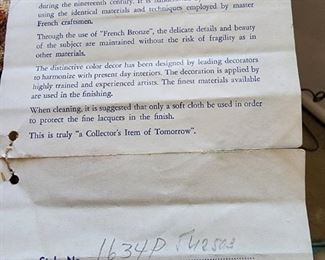 during the nineteenth century. It is
using the identical materials and techniques employed by master
French craftsmen.
Through the use of "French Bronze", the delicate details and beauty
of the subject are maintained without the risk of fragility as in
other materials.
The distinctive color decor has been designed by leading decorators
to harmonize with present day interiors. The decoration is applied by
highly trained and experienced artists. The finest materials available
are used in the finishing.
When cleaning, it is suggested that only a soft cloth be used in order
to protect the fine lacquers in the finish.
This is truly "a Collector's Item of Tomorrow".
1634P